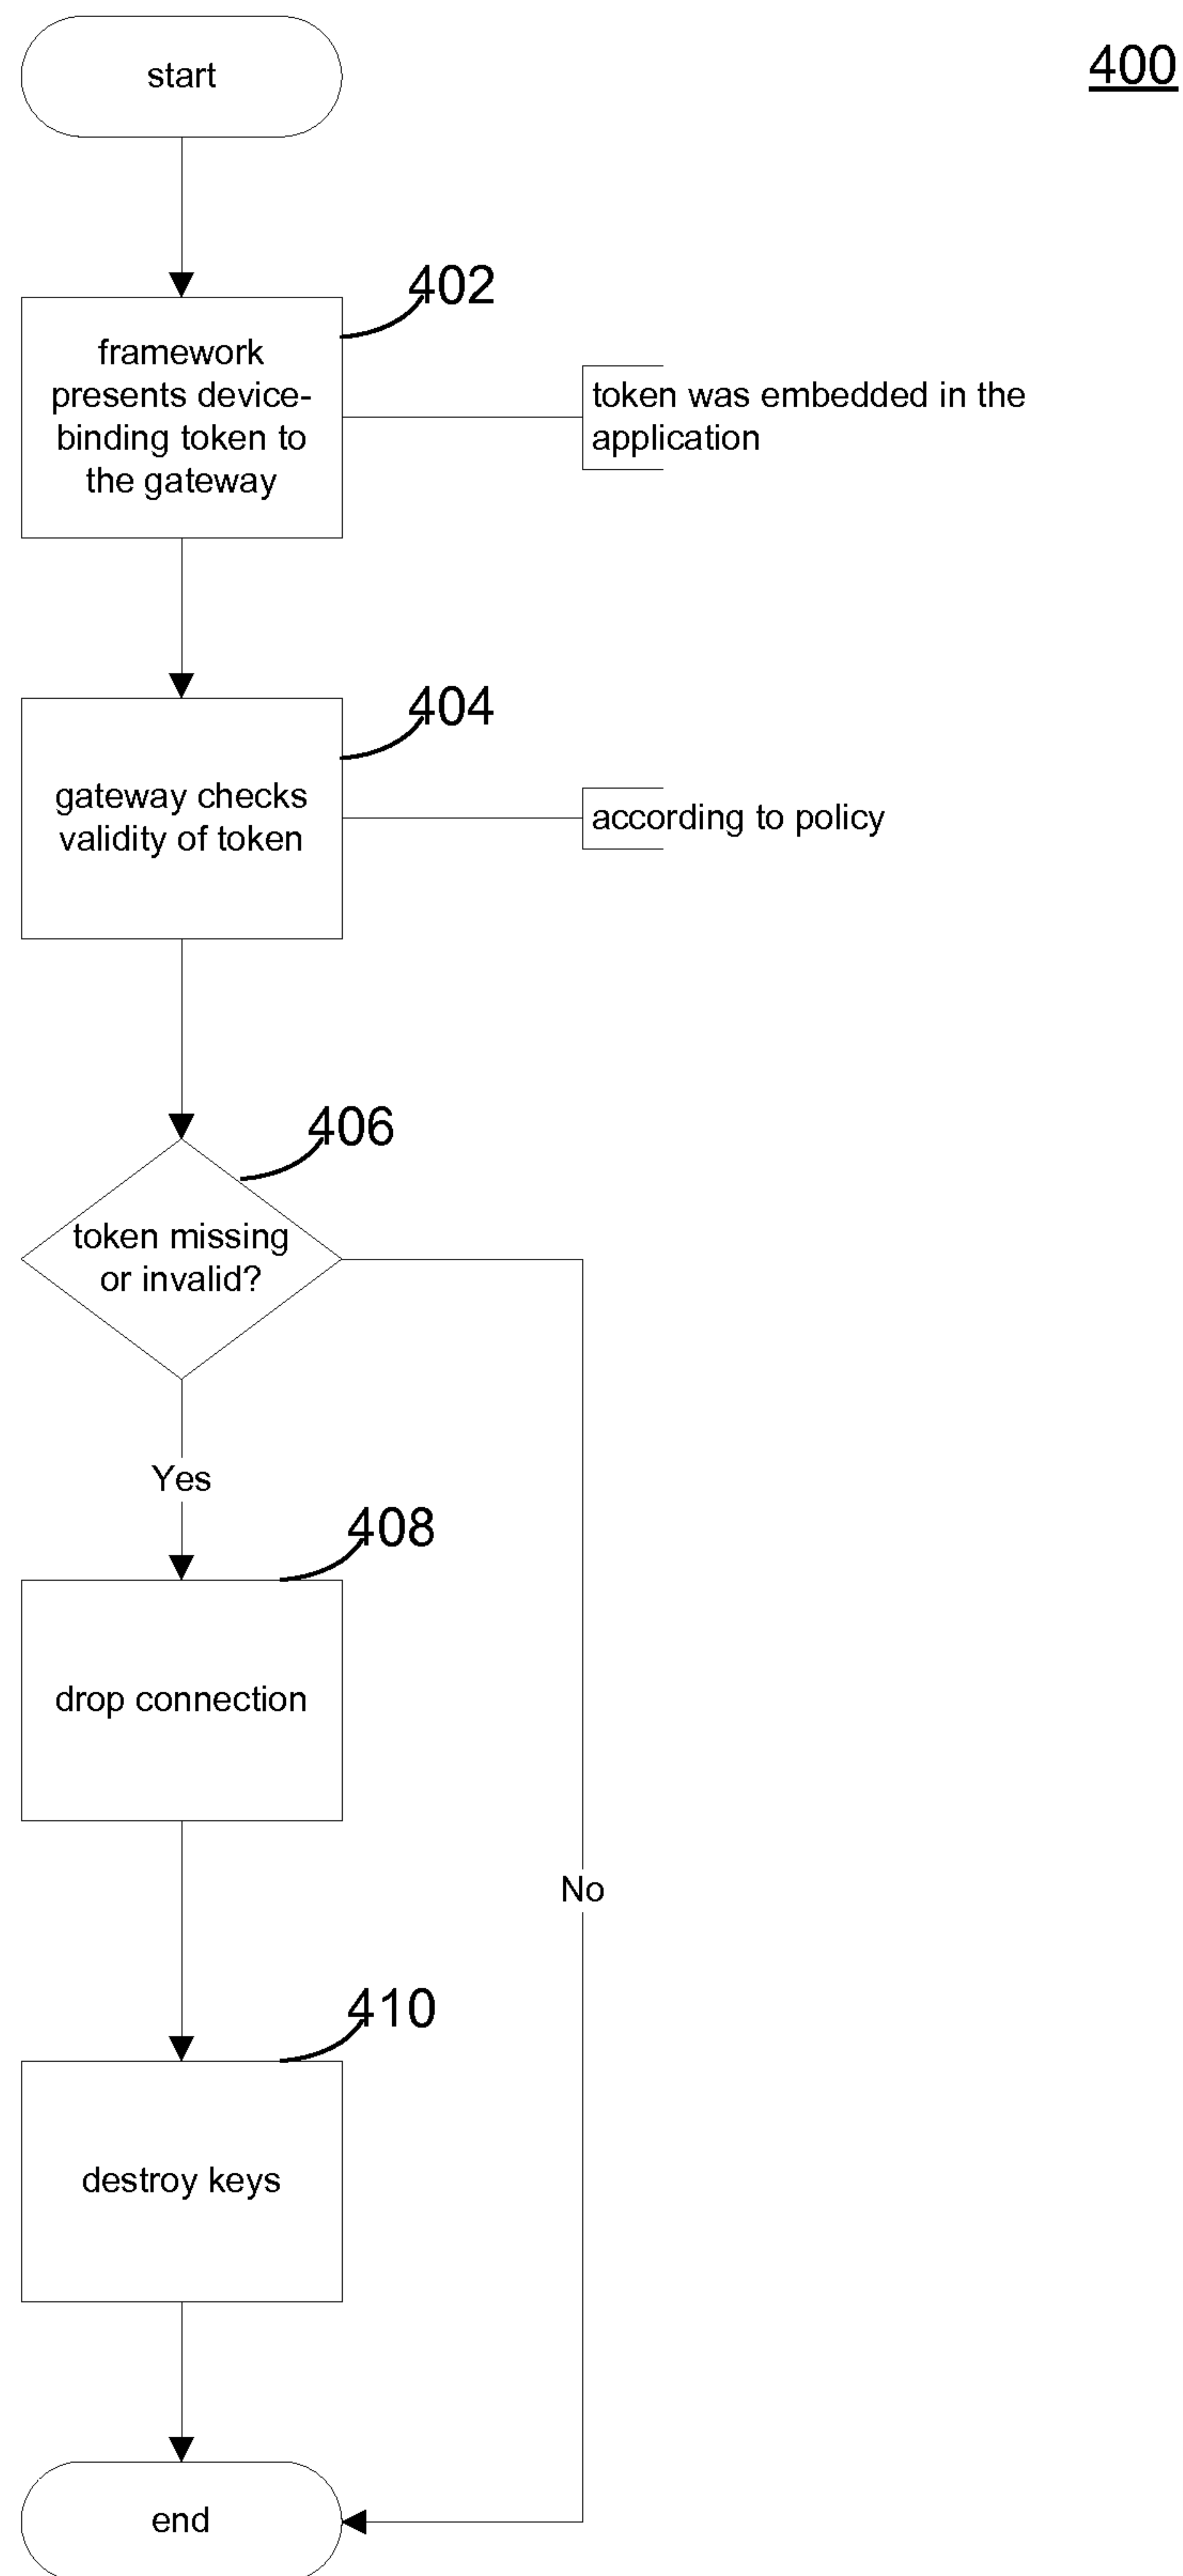 start
400
402
framework
presents device-
binding token to
the gateway
token was embedded in the
application
404
gateway checks
validity of token
according to policy
406
token missing
or invalid?
Yes
408
drop connection
No
410
destroy keys
end